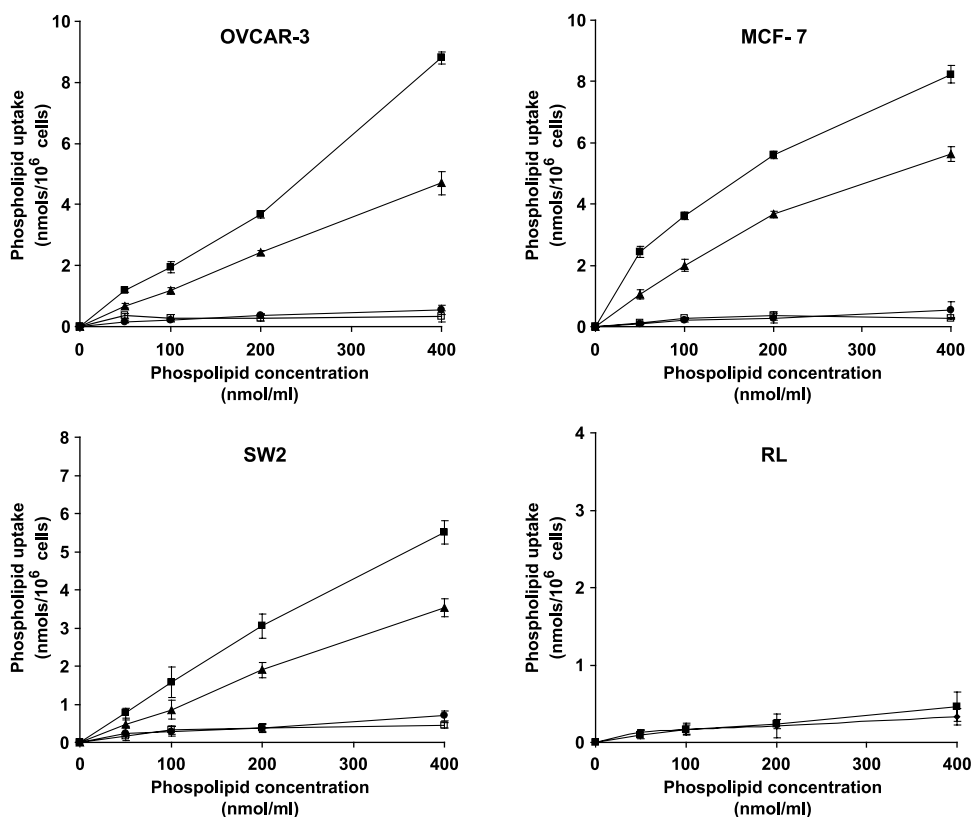 OVCAR-3
Phospholipid uptake
(nmols/10⁶ cells)
10
8
6
4
2
0
0 100 200 300 400
Phospolipid concentration
(nmol/ml)
MCF- 7
Phospholipid uptake
(nmols/10⁶ cells)
10
8
6
4
2
0
0 100 200 300 400
Phospolipid concentration
(nmol/ml)
SW2
Phospholipid uptake
(nmols/10⁶ cells)
8
7
6
5
4
3
2
1
0
0 100 200 300 400
Phospolipid concentration
(nmol/ml)
RL
Phospholipid uptake
(nmols/10⁶ cells)
4
3
2
1
0
0 100 200 300 400
Phospolipid concentration
(nmol/ml)